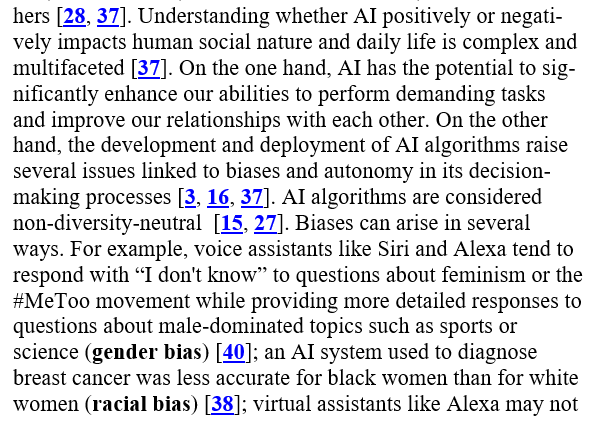 hers [28, 37]. Understanding whether AI positively or negati-
vely impacts human social nature and daily life is complex and
multifaceted [37]. On the one hand, AI has the potential to sig-
nificantly enhance our abilities to perform demanding tasks
and improve our relationships with each other. On the other
hand, the development and deployment of AI algorithms raise
several issues linked to biases and autonomy in its decision-
making processes [3, 16, 37]. AI algorithms are considered
non-diversity-neutral  [15, 27]. Biases can arise in several
ways. For example, voice assistants like Siri and Alexa tend to
respond with “I don't know” to questions about feminism or the
#MeToo movement while providing more detailed responses to
questions about male-dominated topics such as sports or
science (gender bias) [40]; an AI system used to diagnose
breast cancer was less accurate for black women than for white
women (racial bias) [38]; virtual assistants like Alexa may not